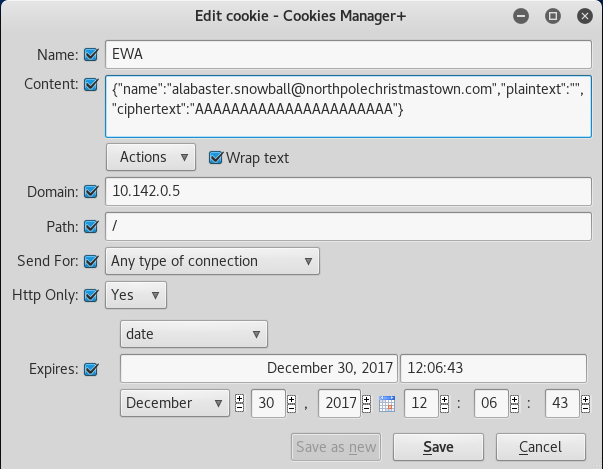 Edit cookie - Cookies Manager+
Name: EWA
Content: {"name":"alabaster.snowball@northpolechristmastown.com","plaintext":"",
"ciphertext":"AAAAAAAAAAAAAAAAAAAAAA"}
Actions Wrap text
Domain: 10.142.0.5
Path: /
Send For: Any type of connection
Http Only: Yes
date
Expires: December 30, 2017 12:06:43
December 30 , 2017 12 : 06 : 43
Save as new Save Cancel